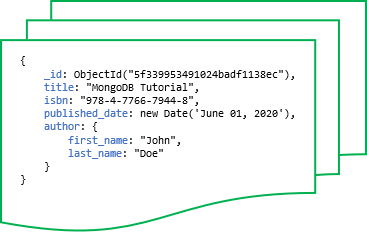 {
_id: ObjectId("5f339953491024badf1138ec"),
title: "MongoDB Tutorial",
isbn: "978-4-7766-7944-8",
published_date: new Date('June 01, 2020'),
author: {
first_name: "John",
last_name: "Doe"
}
}